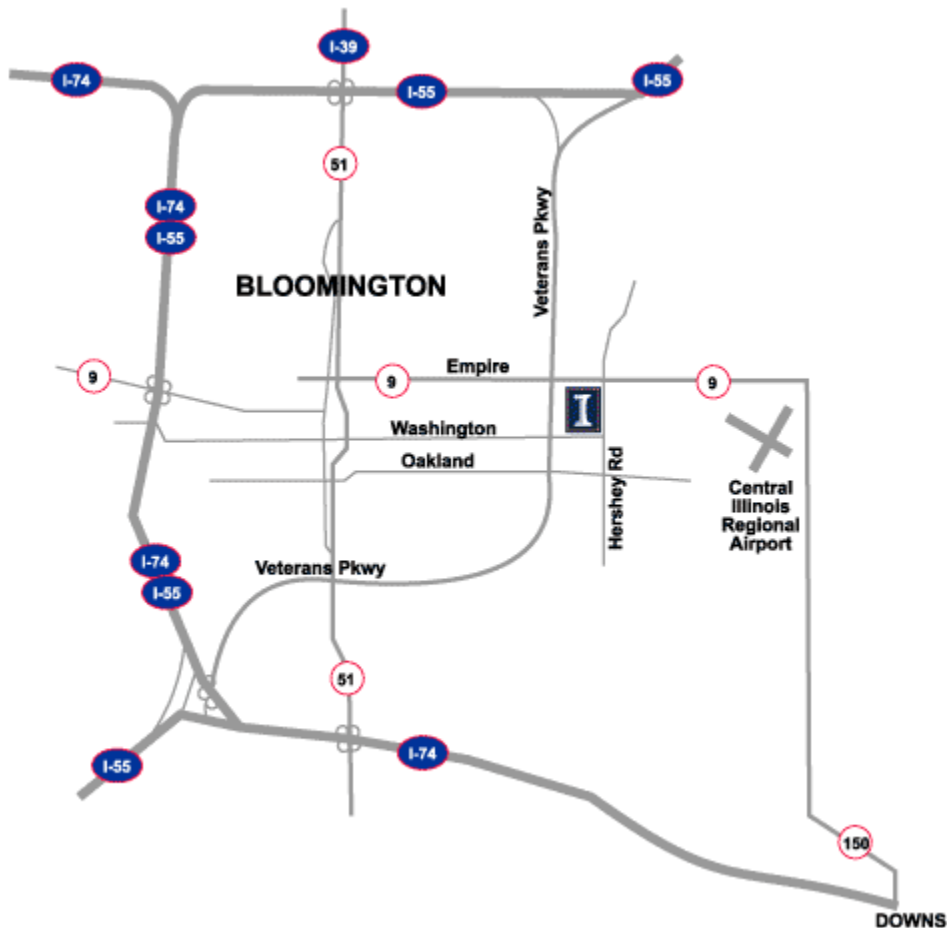 I-39
I-74
I-55
I-55
51
I-74
I-55
Veterans Pkwy
BLOOMINGTON
Empire
9
9
9
I
Washington
Oakland
Hershey Rd
Central
Illinois
Regional
Airport
I-74
I-55
Veterans Pkwy
51
I-55
I-74
150
DOWNS